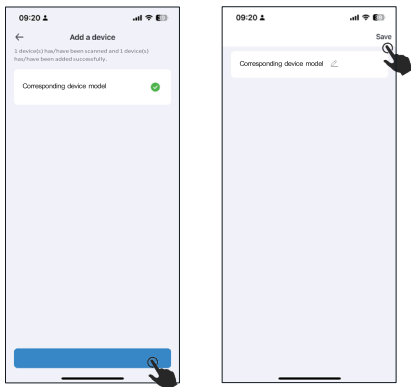 09:20
Add a device
1 device(s) has/have been scanned and 1 device(s)
has/have been added successfully.
Corresponding device model
09:20
Save
Corresponding device model